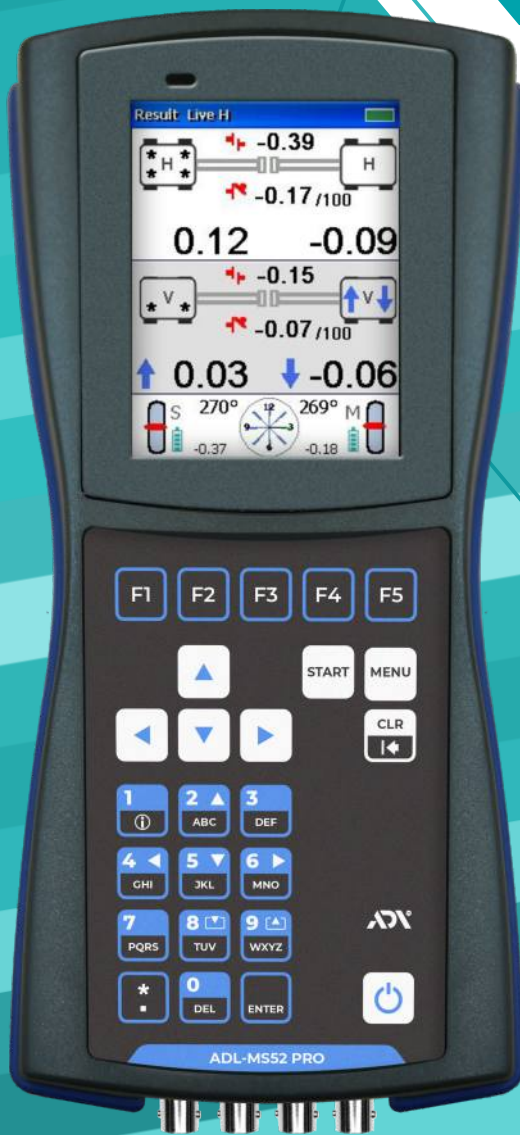 Result Live H
-0.39
H H
-0.17 /100
0.12 -0.09
-0.15
V V
-0.07 /100
0.03 -0.06
S 270° 12 269° M
9 3
-0.37 6 -0.18
F1 F2 F3 F4 F5
START MENU
CLR
1 2 3
ABC DEF
4 5 6
GHI JKL MNO
7 8 9
PQRS TUV WXYZ
ADL
* 0
. DEL ENTER
ADL-MS52 PRO